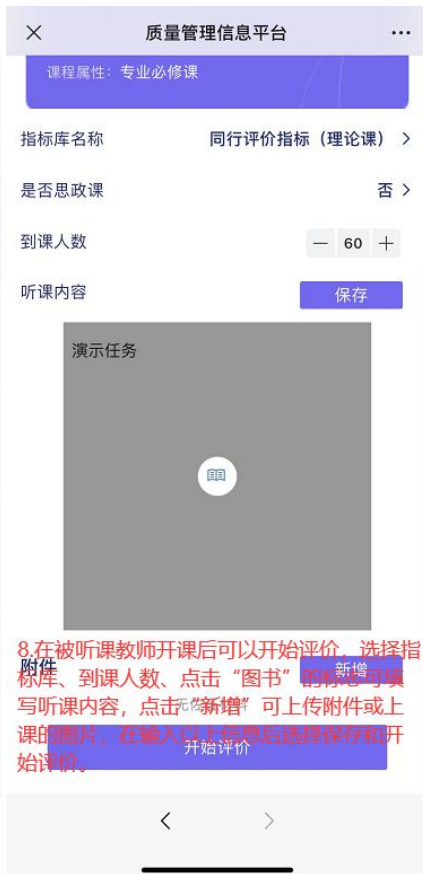 质量管理信息平台
课程属性：专业必修课
指标库名称 同行评价指标（理论课）
是否思政课 否
到课人数 — 60 +
听课内容 保存
演示任务
8.在被听课教师开课后可以开始评价，选择指
附件 新增
标库、到课人数、点击“图书”的标志可填
写听课内容，点击“新增”可上传附件或上
课的图片，在输入以上信息后选择保存和开
开始评价
始评价。